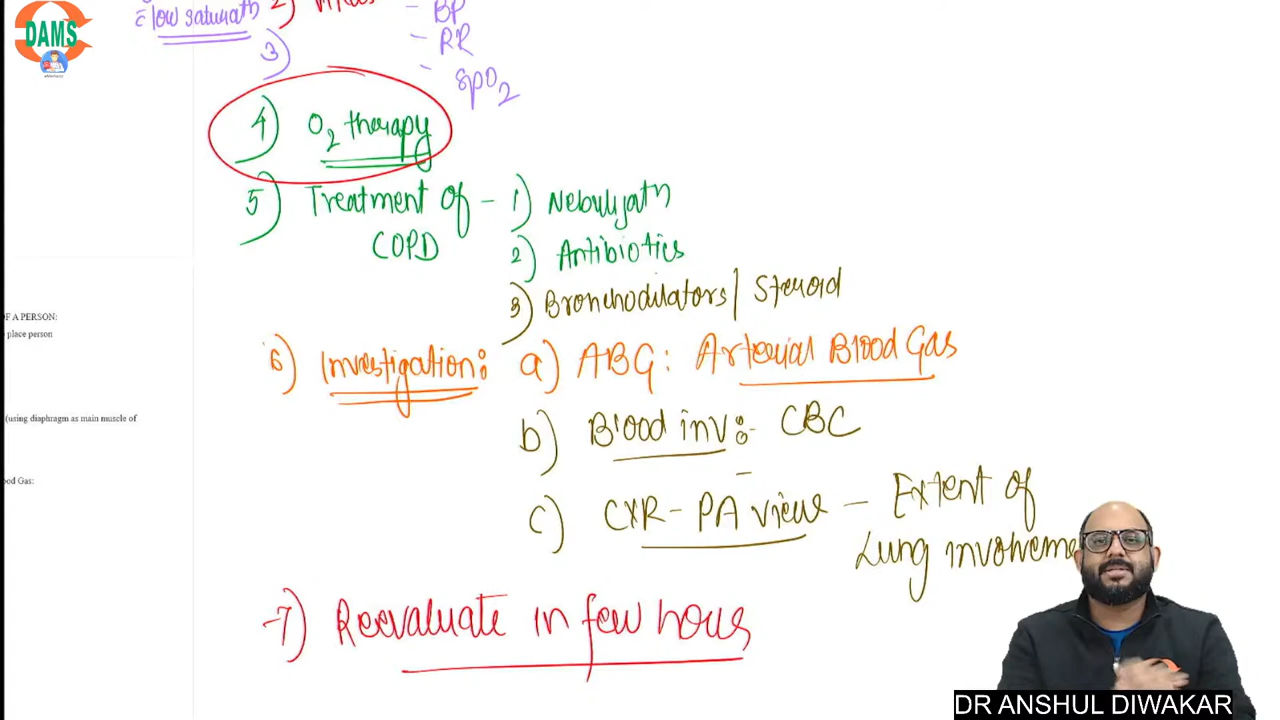 DAMS
c̄ low saturatn 2) Vitals - BP
3) - RR
- SpO2
4) O2 therapy
5) Treatment of - 1) Nebulizatn
COPD 2) Antibiotics
3) Bronchodilators/ Steroid
6) Investigation: a) ABG: Arterial Blood Gas
b) Blood inv:- CBC
-
c) CXR- PA view - Extent of
Lung involveme
7) Reevaluate in few hours
OF A PERSON:
place person
(using diaphragm as main muscle of
ood Gas:
DR ANSHUL DIWAKAR